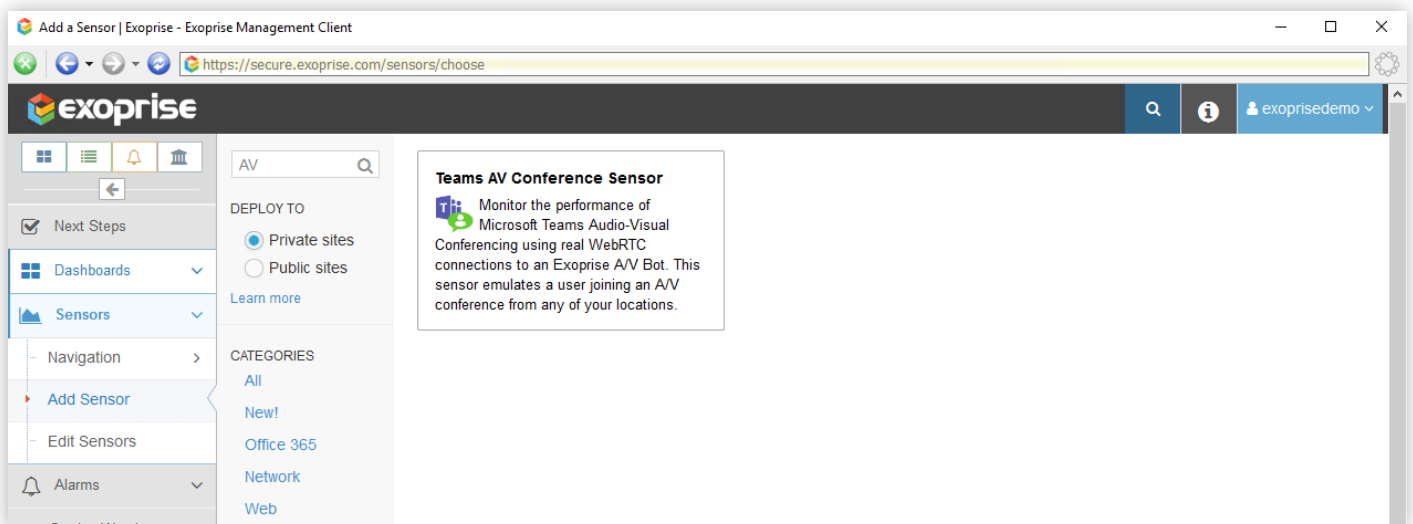 Add a Sensor | Exoprise - Exoprise Management Client
https://secure.exoprise.com/sensors/choose
exoprise
exoprisedemo
AV
DEPLOY TO
Private sites
Public sites
Learn more
CATEGORIES
All
New!
Office 365
Network
Web
Next Steps
Dashboards
Sensors
Navigation
Add Sensor
Edit Sensors
Alarms
Teams AV Conference Sensor
Monitor the performance of
Microsoft Teams Audio-Visual
Conferencing using real WebRTC
connections to an Exoprise A/V Bot. This
sensor emulates a user joining an A/V
conference from any of your locations.